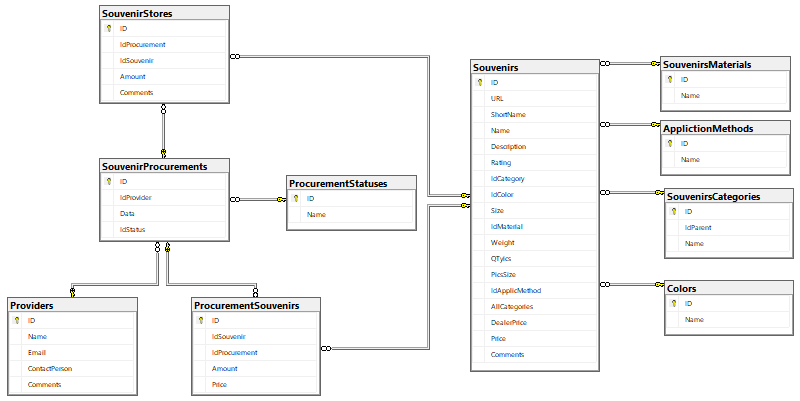 SouvenirStores
ID
IdProcurement
IdSouvenir
Amount
Comments
SouvenirProcurements
ID
IdProvider
Data
IdStatus
ProcurementStatuses
ID
Name
Providers
ID
Name
Email
ContactPerson
Comments
ProcurementSouvenirs
ID
IdSouvenir
IdProcurement
Amount
Price
Souvenirs
ID
URL
ShortName
Name
Description
Rating
IdCategory
IdColor
Size
IdMaterial
Weight
QTyics
PicsSize
IdApplicMethod
AllCategories
DealerPrice
Price
Comments
SouvenirsMaterials
ID
Name
ApplictionMethods
ID
Name
SouvenirsCategories
ID
IdParent
Name
Colors
ID
Name